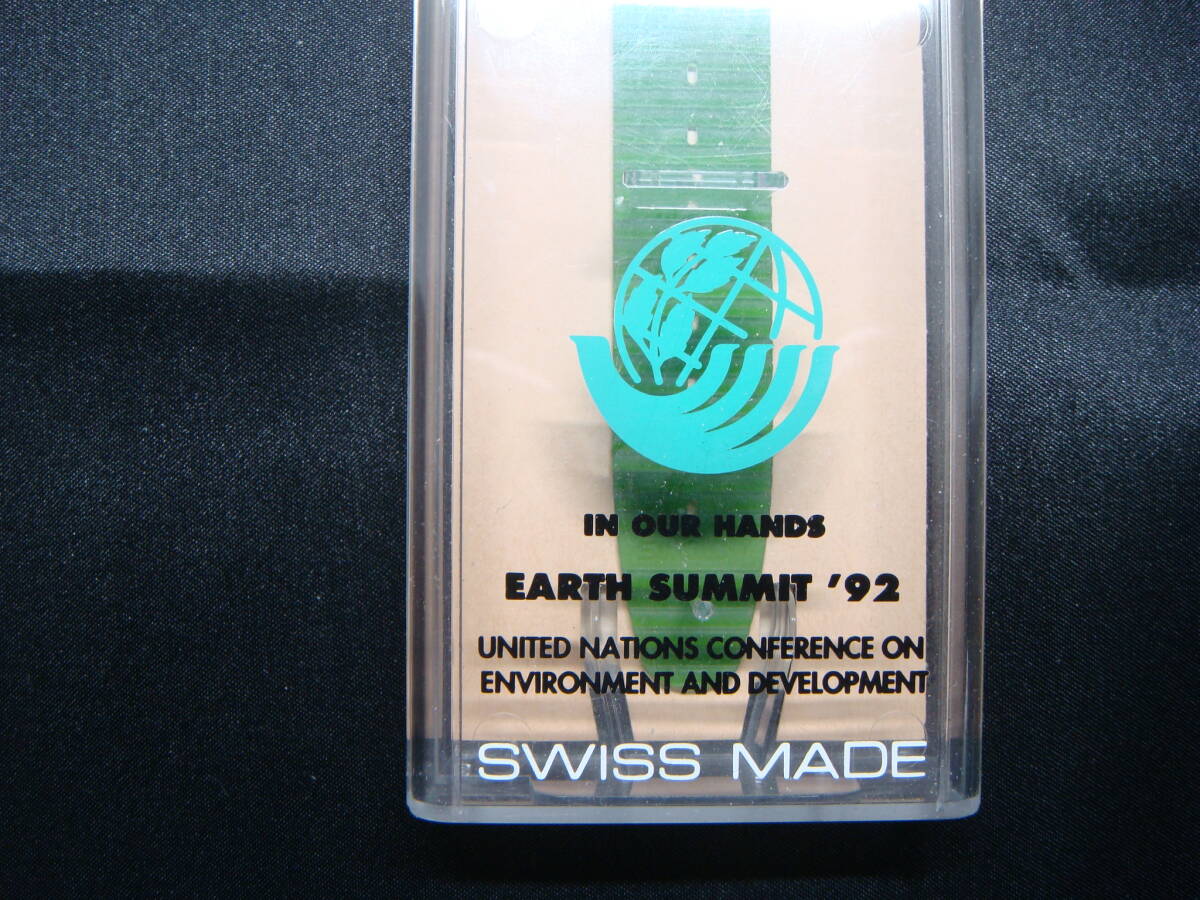 IN OUR HANDS
EARTH SUMMIT '92
UNITED NATIONS CONFERENCE ON
ENVIRONMENT AND DEVELOPMENT
SWISS MADE